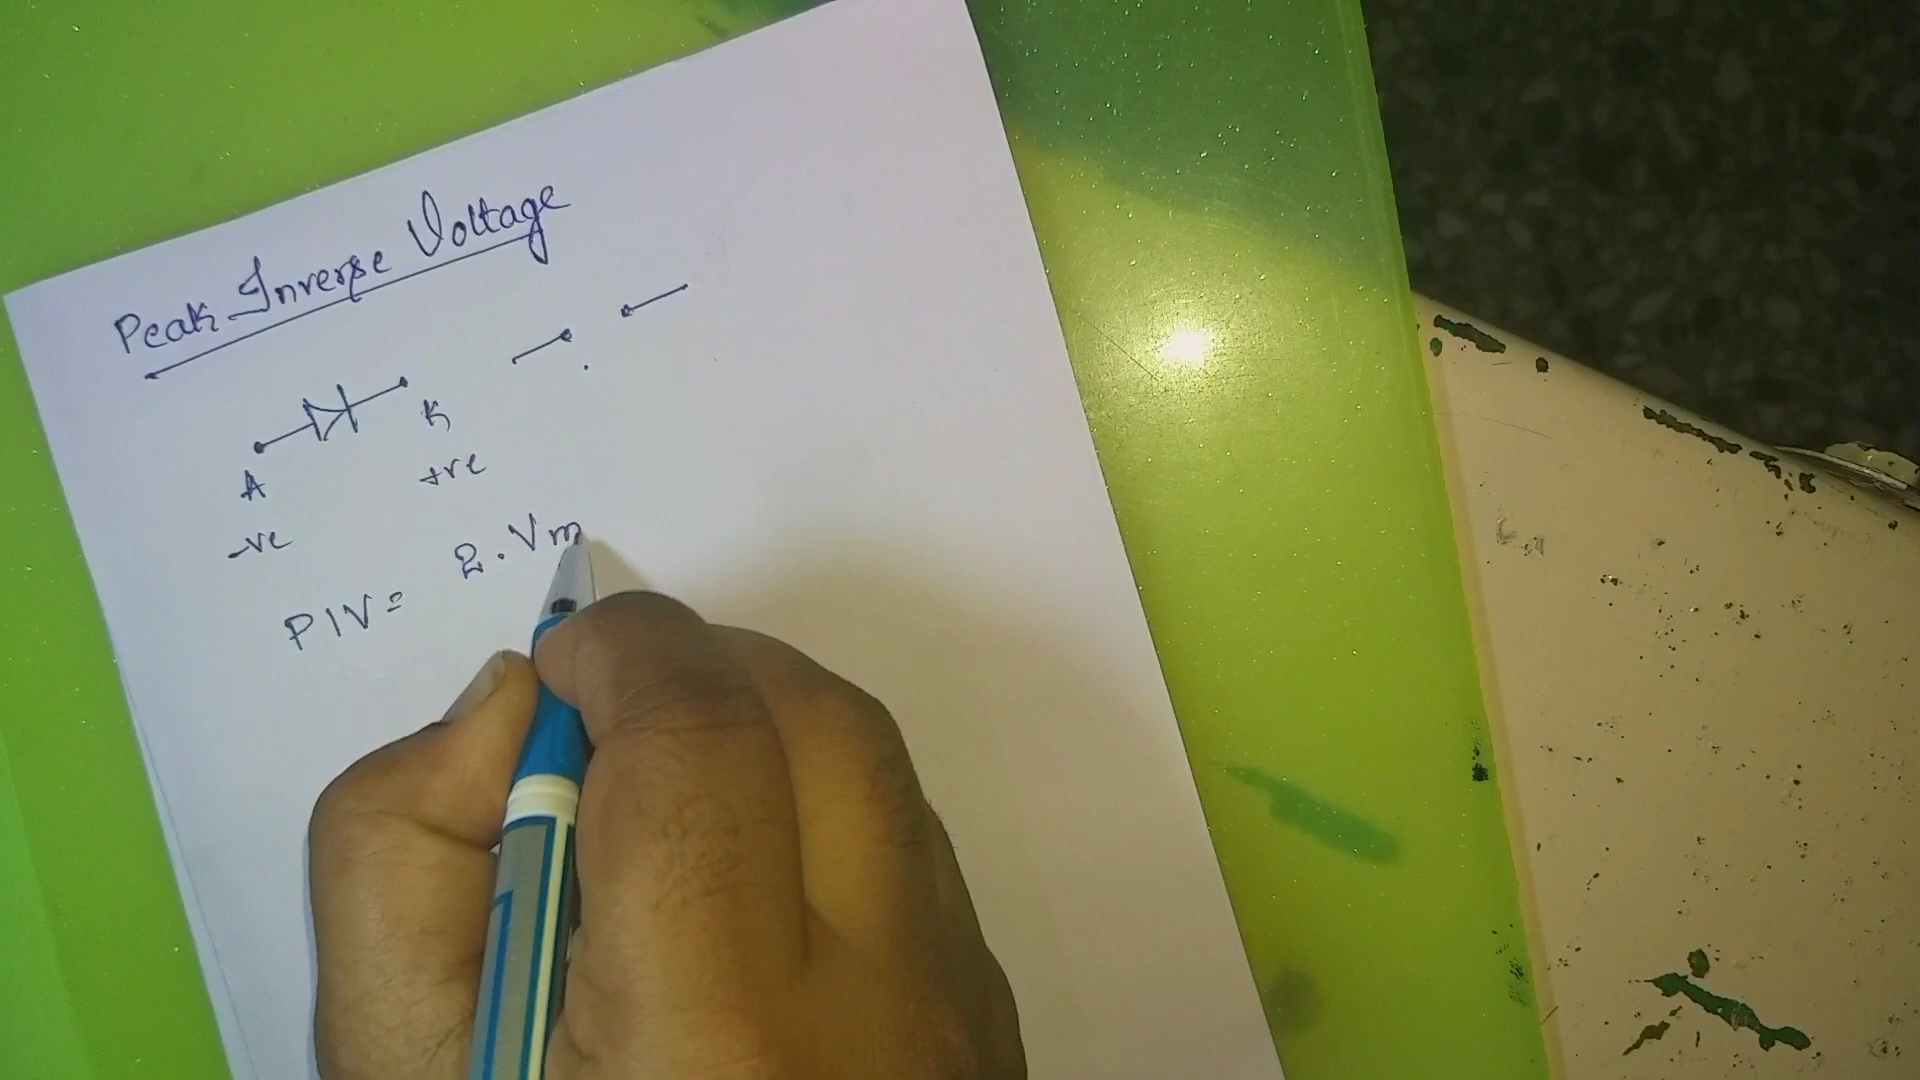 Peak Inverse Voltage
A K
-ve +ve
PIV = 2.Vm